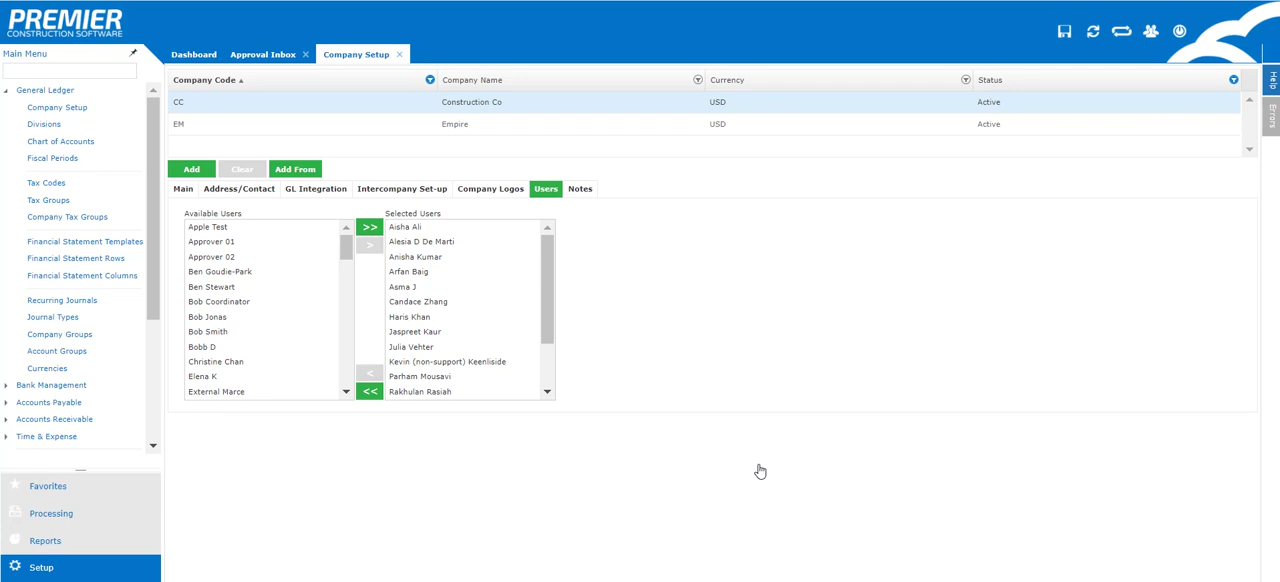 PREMIER
CONSTRUCTION SOFTWARE
Main Menu
Dashboard Approval Inbox Company Setup
General Ledger
Company Setup
Divisions
Chart of Accounts
Fiscal Periods
Tax Codes
Tax Groups
Company Tax Groups
Financial Statement Templates
Financial Statement Rows
Financial Statement Columns
Recurring Journals
Journal Types
Company Groups
Account Groups
Currencies
Bank Management
Accounts Payable
Accounts Receivable
Time & Expense
Favorites
Processing
Reports
Setup
Company Code Company Name Currency Status
CC Construction Co USD Active
EM Empire USD Active
Add Clear Add From
Main Address/Contact GL Integration Intercompany Set-up Company Logos Users Notes
Available Users
Apple Test
Approver 01
Approver 02
Ben Goudie-Park
Ben Stewart
Bob Coordinator
Bob Jonas
Bob Smith
Bobb D
Christine Chan
Elena K
External Marce
>>
>
<
<<
Selected Users
Aisha Ali
Alesia D De Marti
Anisha Kumar
Arfan Baig
Asma J
Candace Zhang
Haris Khan
Jaspreet Kaur
Julia Vehter
Kevin (non-support) Keenliside
Parham Mousavi
Rakhulan Rasiah
Help
Errors